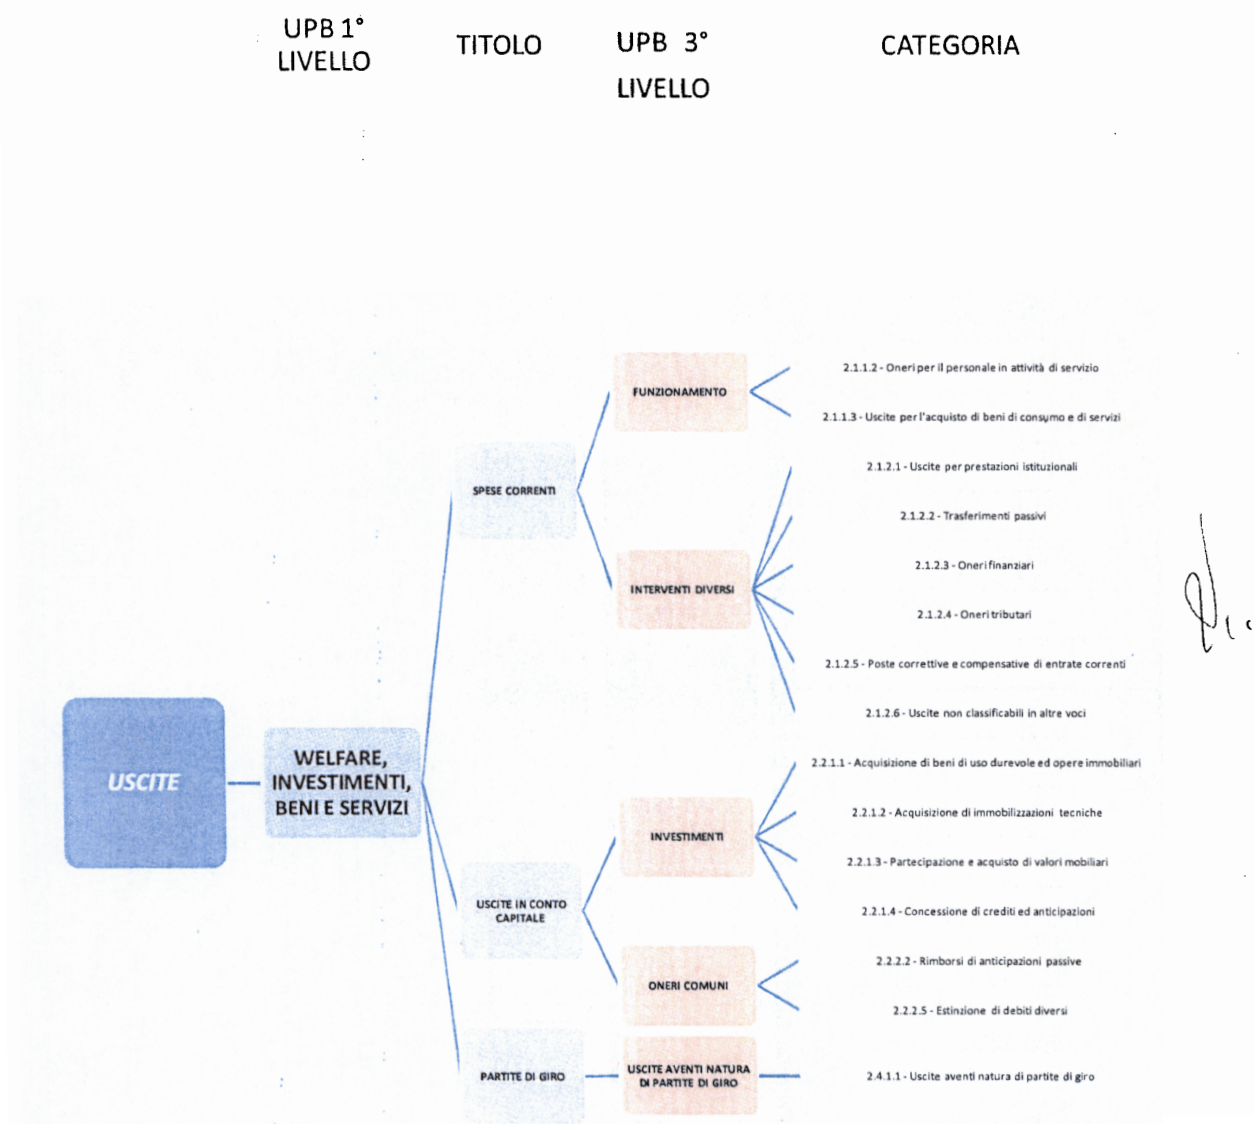 UPB 1°
LIVELLO
TITOLO
UPB 3°
LIVELLO
CATEGORIA
USCITE
WELFARE,
INVESTIMENTI,
BENI E SERVIZI
SPESE CORRENTI
FUNZIONAMENTO
2.1.1.2 - Oneri per il personale in attività di servizio
2.1.1.3 - Uscite per l'acquisto di beni di consumo e di servizi
INTERVENTI DIVERSI
2.1.2.1 - Uscite per prestazioni istituzionali
2.1.2.2 - Trasferimenti passivi
2.1.2.3 - Oneri finanziari
2.1.2.4 - Oneri tributari
2.1.2.5 - Poste correttive e compensative di entrate correnti
2.1.2.6 - Uscite non classificabili in altre voci
USCITE IN CONTO
CAPITALE
INVESTIMENTI
2.2.1.1 - Acquisizione di beni di uso durevole ed opere immobiliari
2.2.1.2 - Acquisizione di immobilizzazioni tecniche
2.2.1.3 - Partecipazione e acquisto di valori mobiliari
2.2.1.4 - Concessione di crediti ed anticipazioni
ONERI COMUNI
2.2.2.2 - Rimborsi di anticipazioni passive
2.2.2.5 - Estinzione di debiti diversi
PARTITE DI GIRO
USCITE AVENTI NATURA
DI PARTITE DI GIRO
2.4.1.1 - Uscite aventi natura di partite di giro